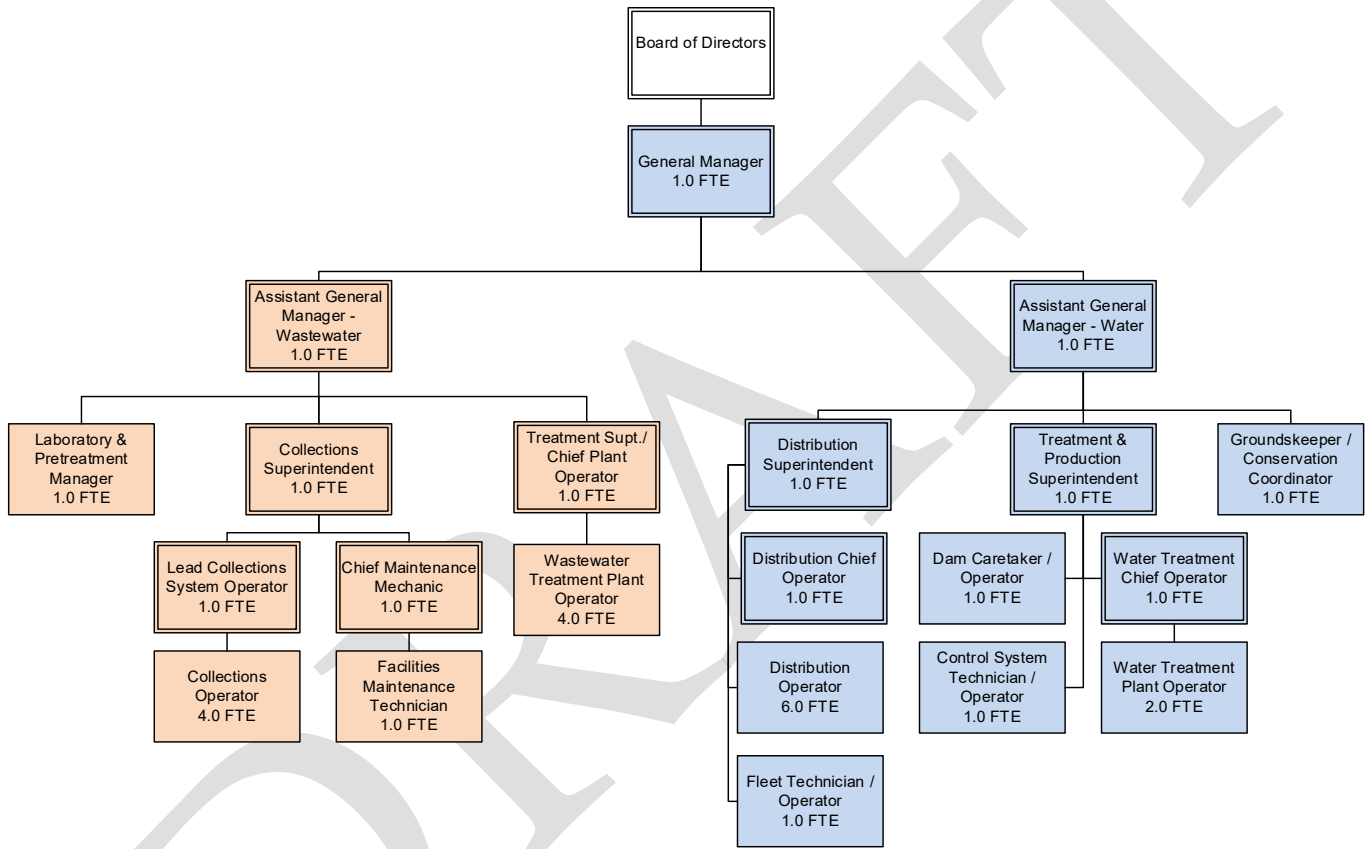 Board of Directors
General Manager
1.0 FTE
Assistant General
Manager -
Wastewater
1.0 FTE
Assistant General
Manager - Water
1.0 FTE
Laboratory &
Pretreatment
Manager
1.0 FTE
Collections
Superintendent
1.0 FTE
Treatment Supt./
Chief Plant
Operator
1.0 FTE
Distribution
Superintendent
1.0 FTE
Treatment &
Production
Superintendent
1.0 FTE
Groundskeeper /
Conservation
Coordinator
1.0 FTE
Lead Collections
System Operator
1.0 FTE
Chief Maintenance
Mechanic
1.0 FTE
Wastewater
Treatment Plant
Operator
4.0 FTE
Distribution Chief
Operator
1.0 FTE
Dam Caretaker /
Operator
1.0 FTE
Water Treatment
Chief Operator
1.0 FTE
Collections
Operator
4.0 FTE
Facilities
Maintenance
Technician
1.0 FTE
Distribution
Operator
6.0 FTE
Control System
Technician /
Operator
1.0 FTE
Water Treatment
Plant Operator
2.0 FTE
Fleet Technician /
Operator
1.0 FTE
DRAFT